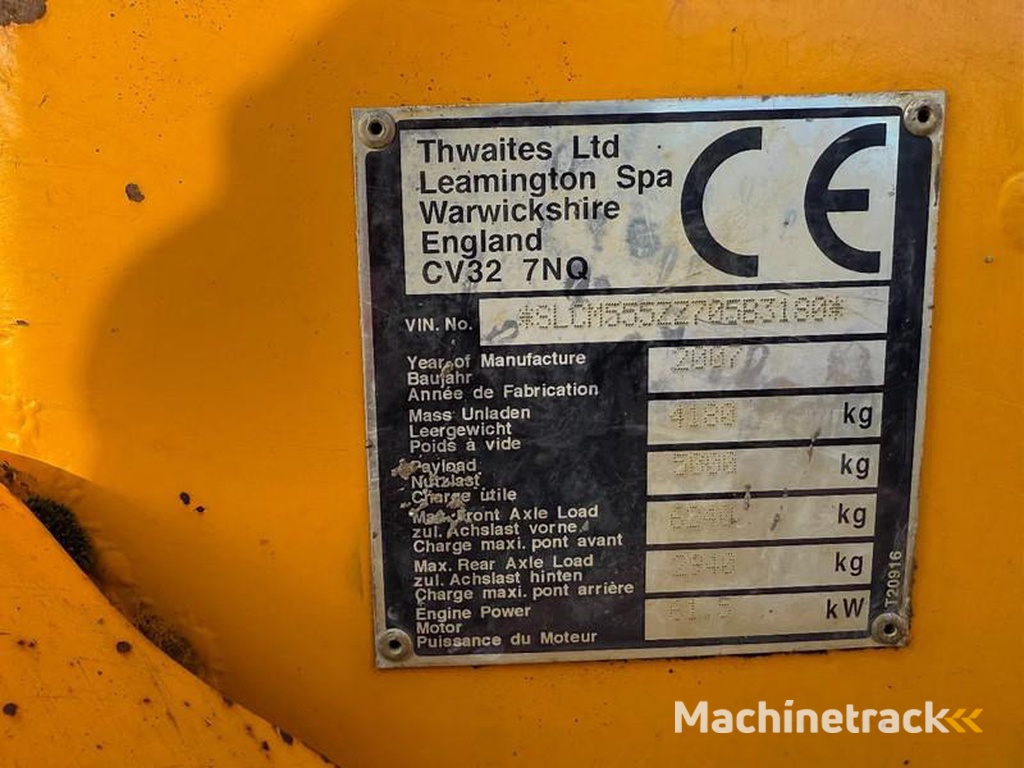 Thwaites Ltd
Leamington Spa
Warwickshire
England
CV32 7NQ
CE
VIN. No.
Year of Manufacture 2007
Baujahr
Année de Fabrication
Mass Unladen 4180 kg
Leergewicht
Poids à vide
Payload 5000 kg
Nutzlast
Charge utile
Max. Front Axle Load kg
zul. Achslast vorne
Charge maxi. pont avant
Max. Rear Axle Load kg
zul. Achslast hinten
Charge maxi. pont arrière
Engine Power 61.5 kW
Motor
Puissance du Moteur
T20916
Machinetrack